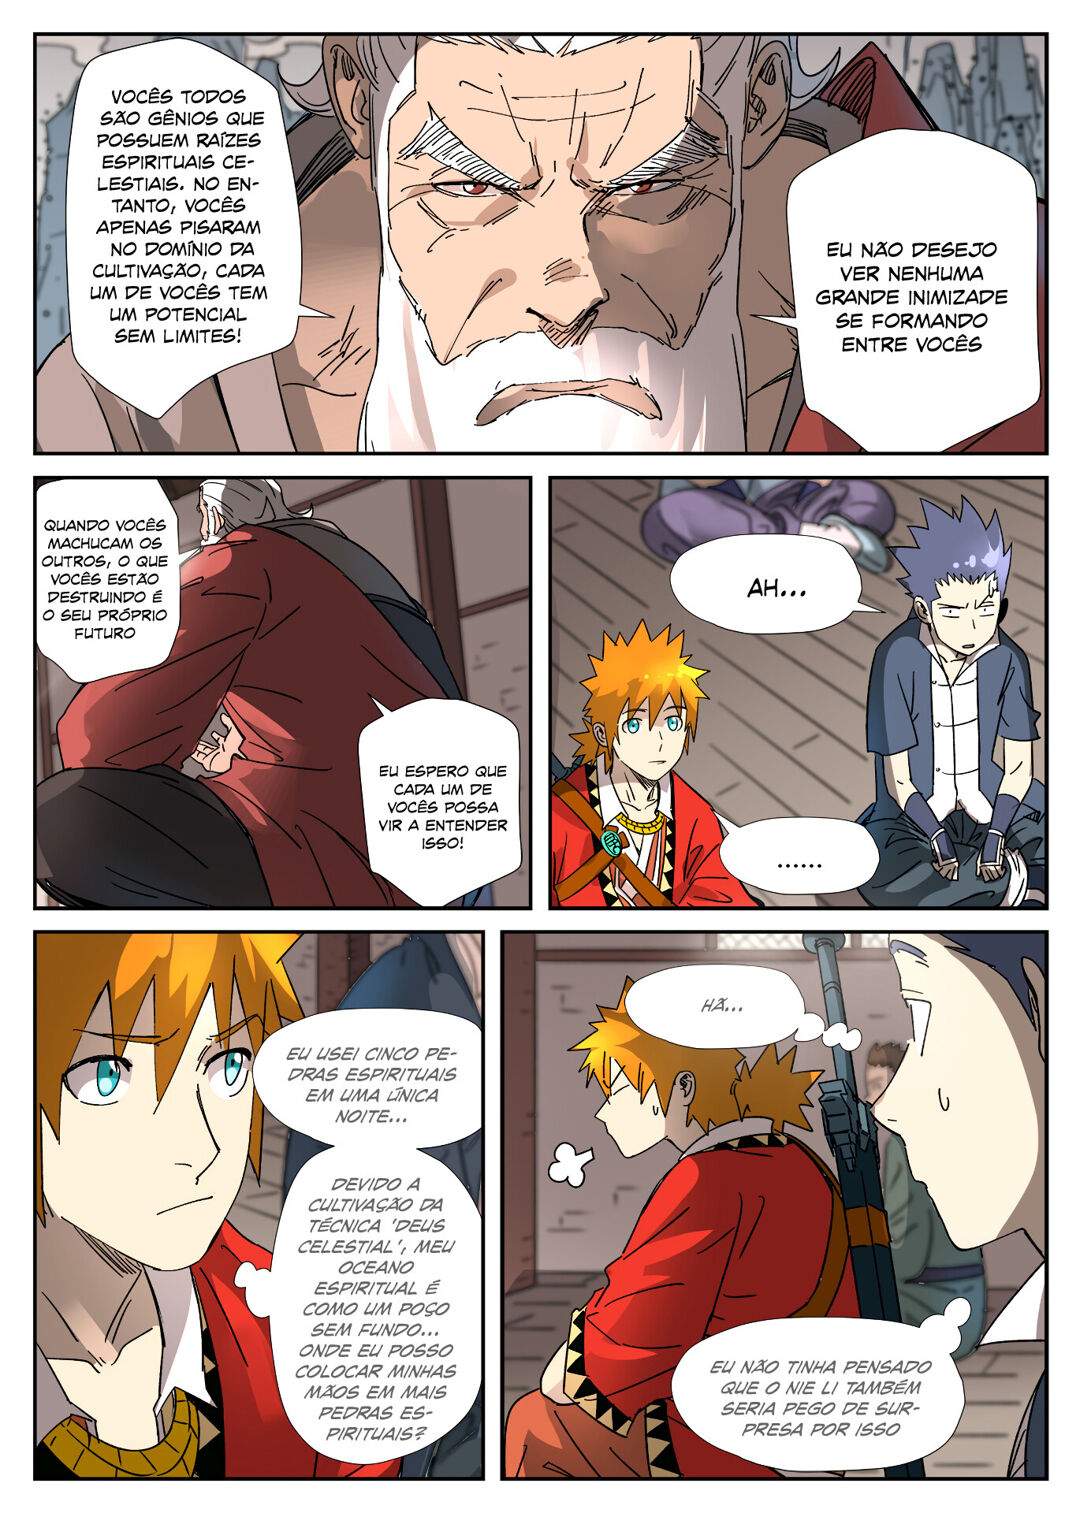 VOCÊS TODOS
SÃO GÊNIOS QUE
POSSUEM RAÍZES
ESPIRITUAIS CE-
LESTIAIS. NO EN-
TANTO, VOCÊS
APENAS PISARAM
NO DOMÍNIO DA
CULTIVAÇÃO, CADA
UM DE VOCÊS TEM
UM POTENCIAL
SEM LIMITES!
EU NÃO DESEJO
VER NENHUMA
GRANDE INIMIZADE
SE FORMANDO
ENTRE VOCÊS
QUANDO VOCÊS
MACHUCAM OS
OUTROS, O QUE
VOCÊS ESTÃO
DESTRUINDO É
O SEU PRÓPRIO
FUTURO
EU ESPERO QUE
CADA UM DE
VOCÊS POSSA
VIR A ENTENDER
ISSO!
AH...
......
EU USEI CINCO PE-
DRAS ESPIRITUAIS
EM UMA ÚNICA
NOITE...
DEVIDO A
CULTIVAÇÃO DA
TÉCNICA 'DEUS
CELESTIAL', MEU
OCEANO
ESPIRITUAL É
COMO UM POÇO
SEM FUNDO...
ONDE EU POSSO
COLOCAR MINHAS
MÃOS EM MAIS
PEDRAS ES-
PIRITUAIS?
HÃ...
EU NÃO TINHA PENSADO
QUE O NIE LI TAMBÉM
SERIA PEGO DE SUR-
PRESA POR ISSO